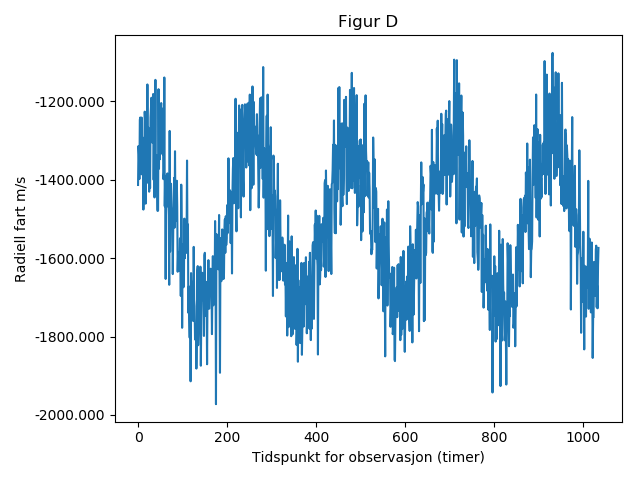 Figur D
Radiell fart m/s
-1200.000
-1400.000
-1600.000
-1800.000
-2000.000
0 200 400 600 800 1000
Tidspunkt for observasjon (timer)